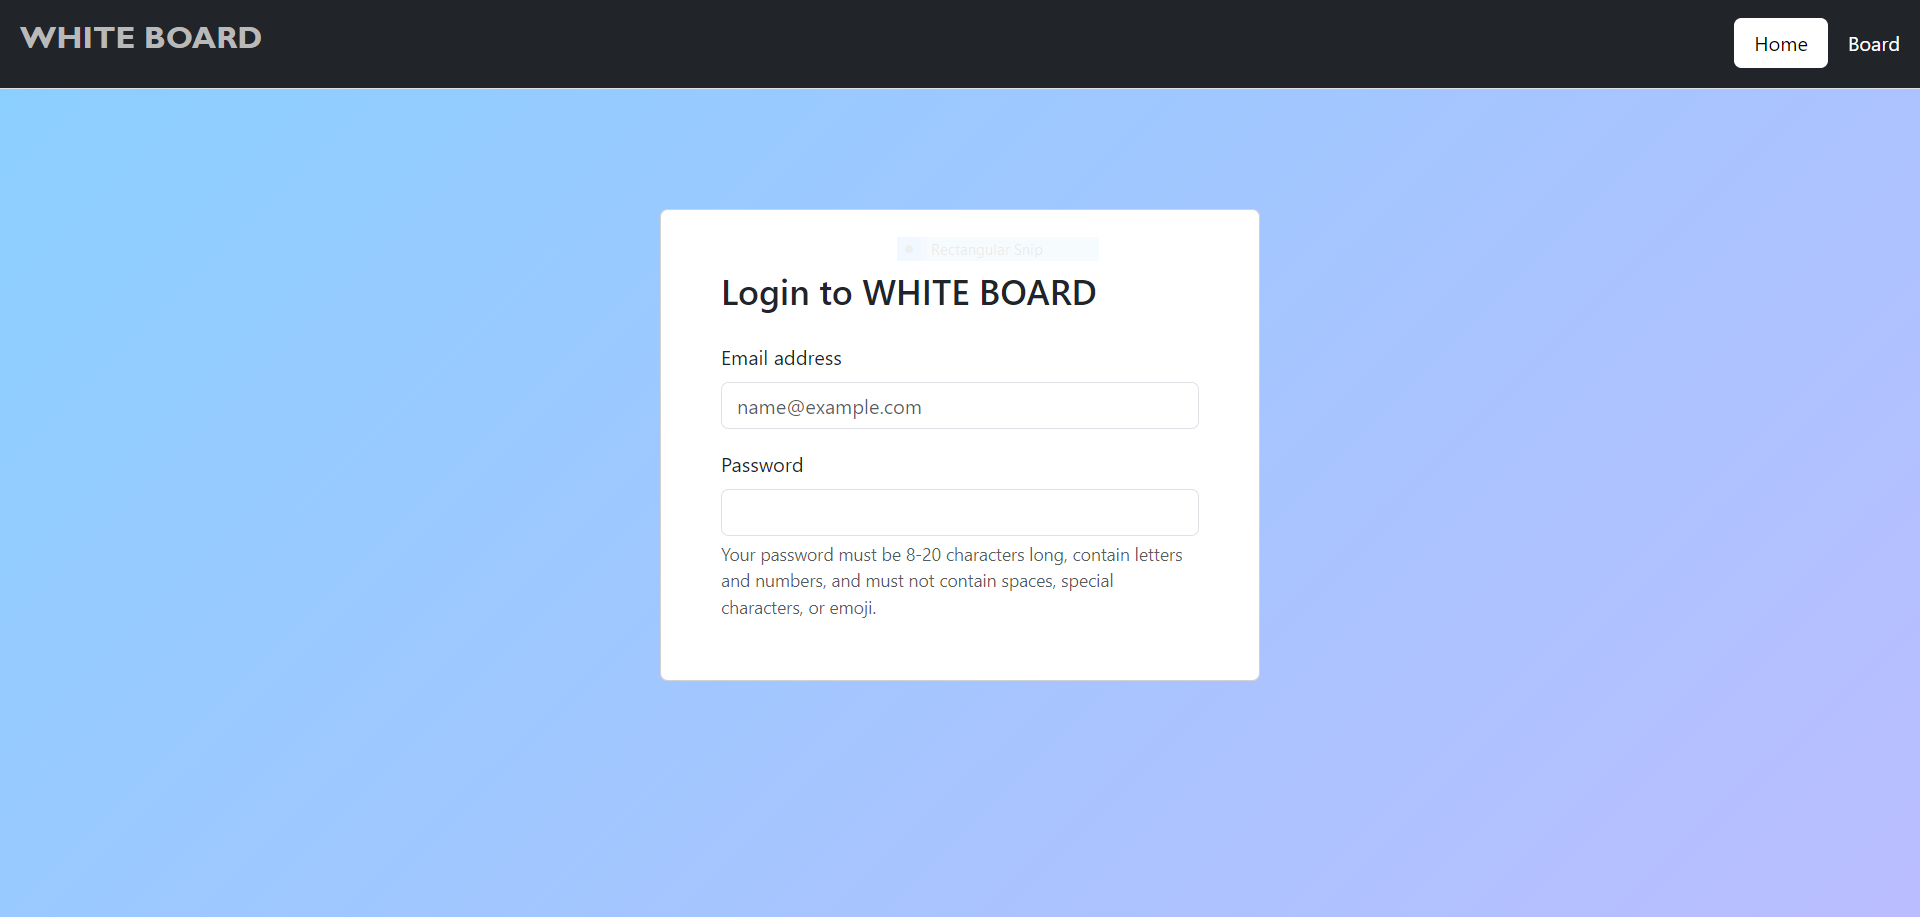 WHITE BOARD
Home
Board
Rectangular Snip
Login to WHITE BOARD
Email address
name@example.com
Password
Your password must be 8-20 characters long, contain letters
and numbers, and must not contain spaces, special
characters, or emoji.